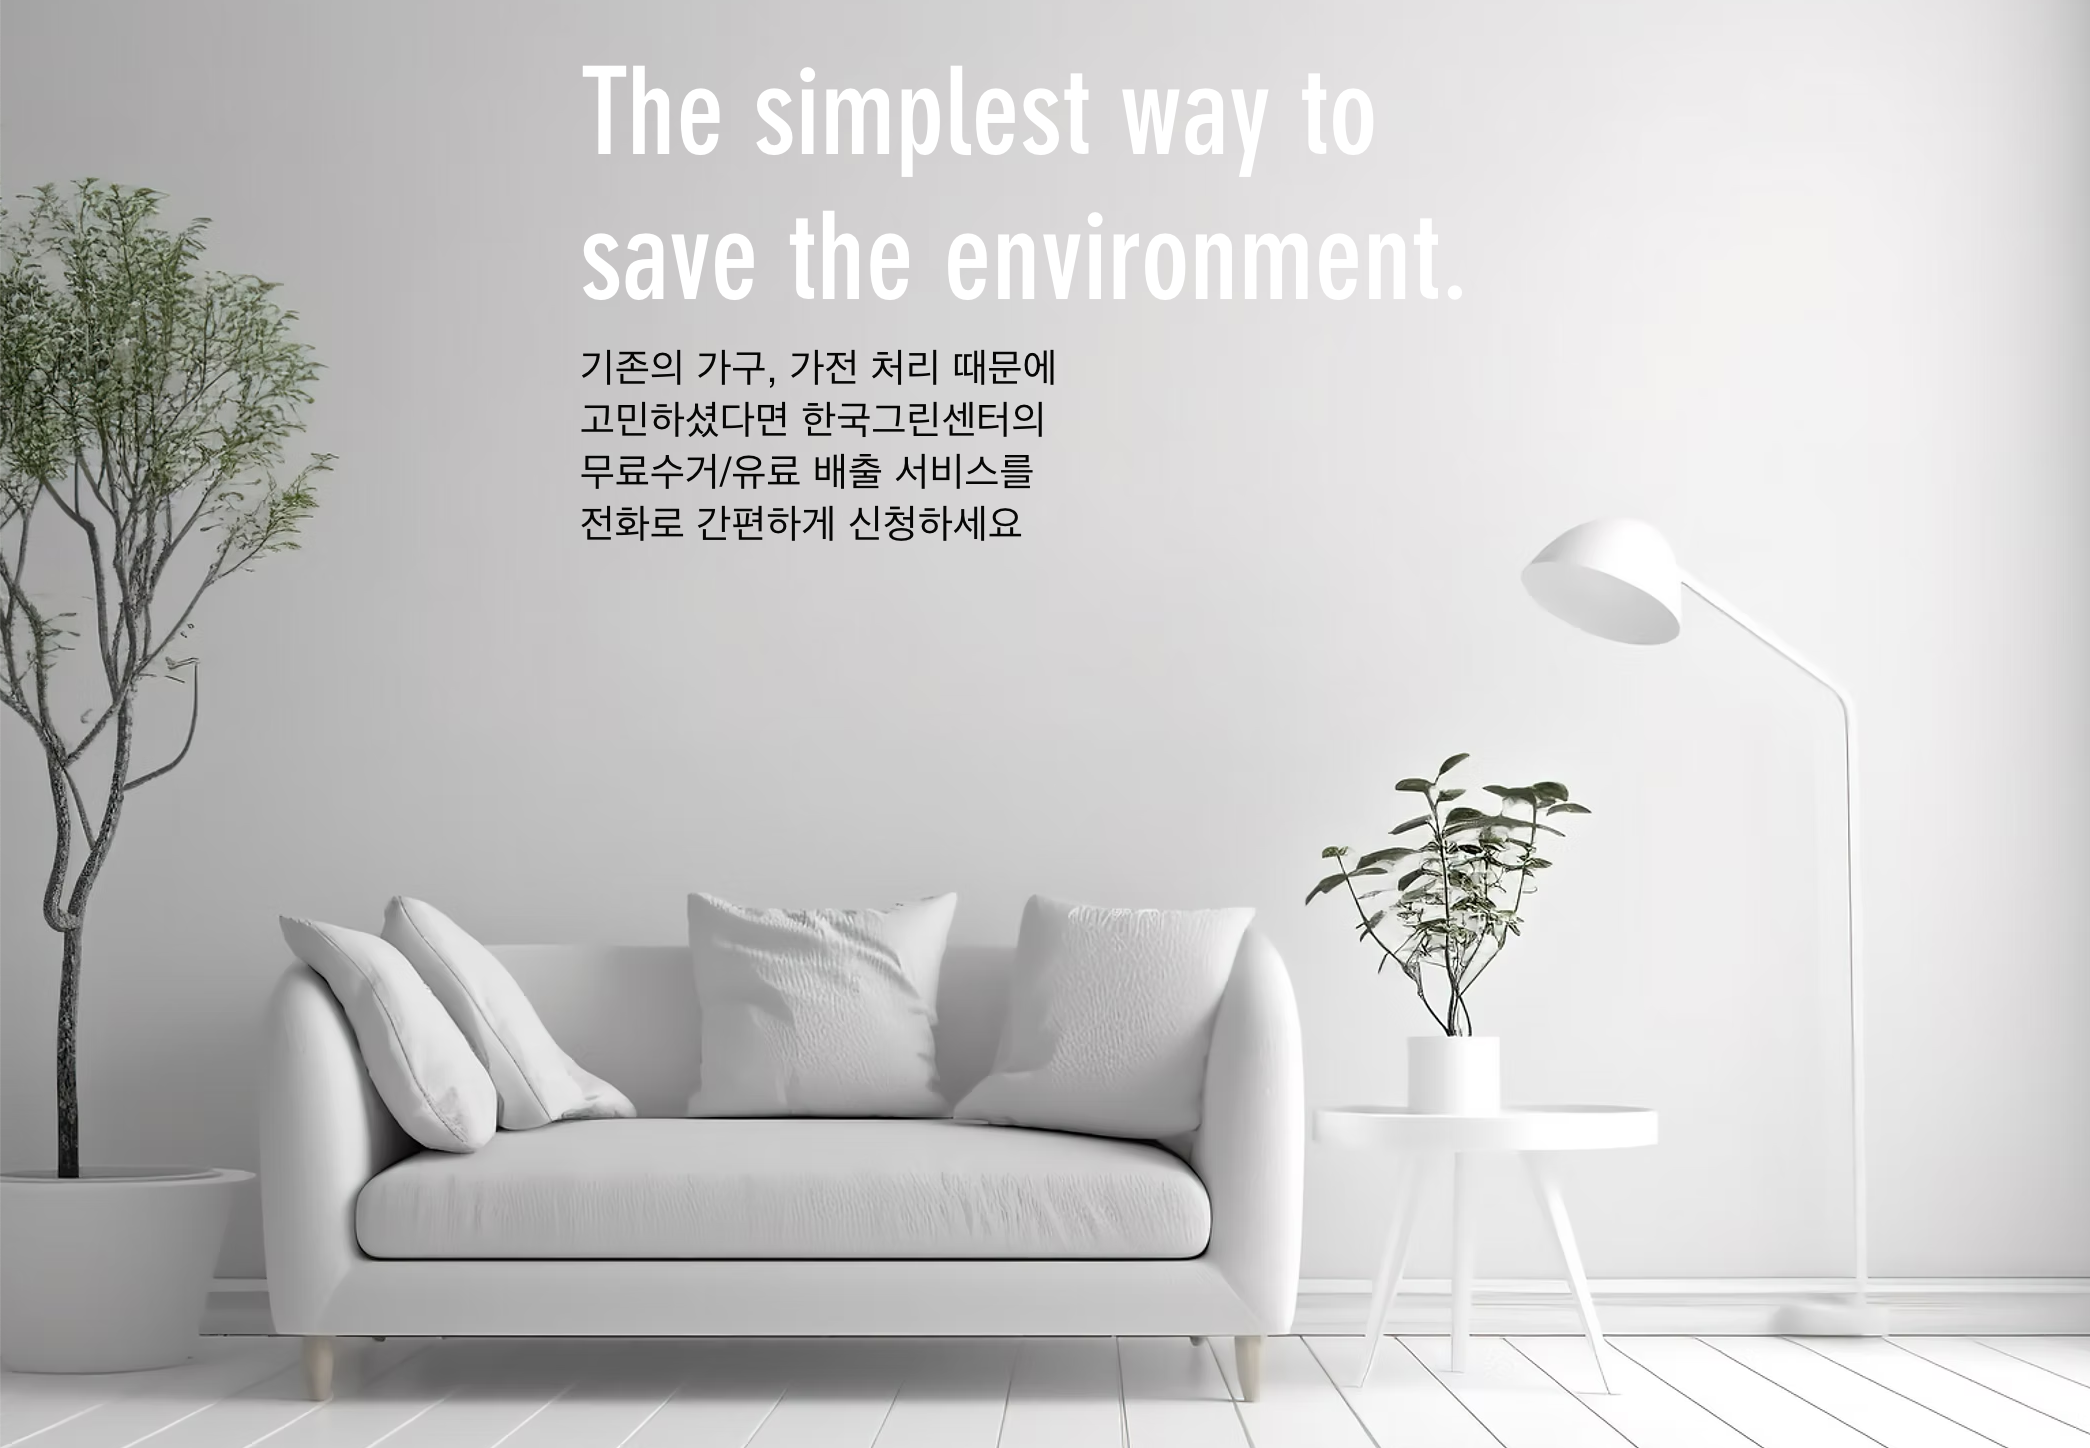 The simplest way to
save the environment.
기존의 가구, 가전 처리 때문에
고민하셨다면 한국그린센터의
무료수거/유료 배출 서비스를
전화로 간편하게 신청하세요